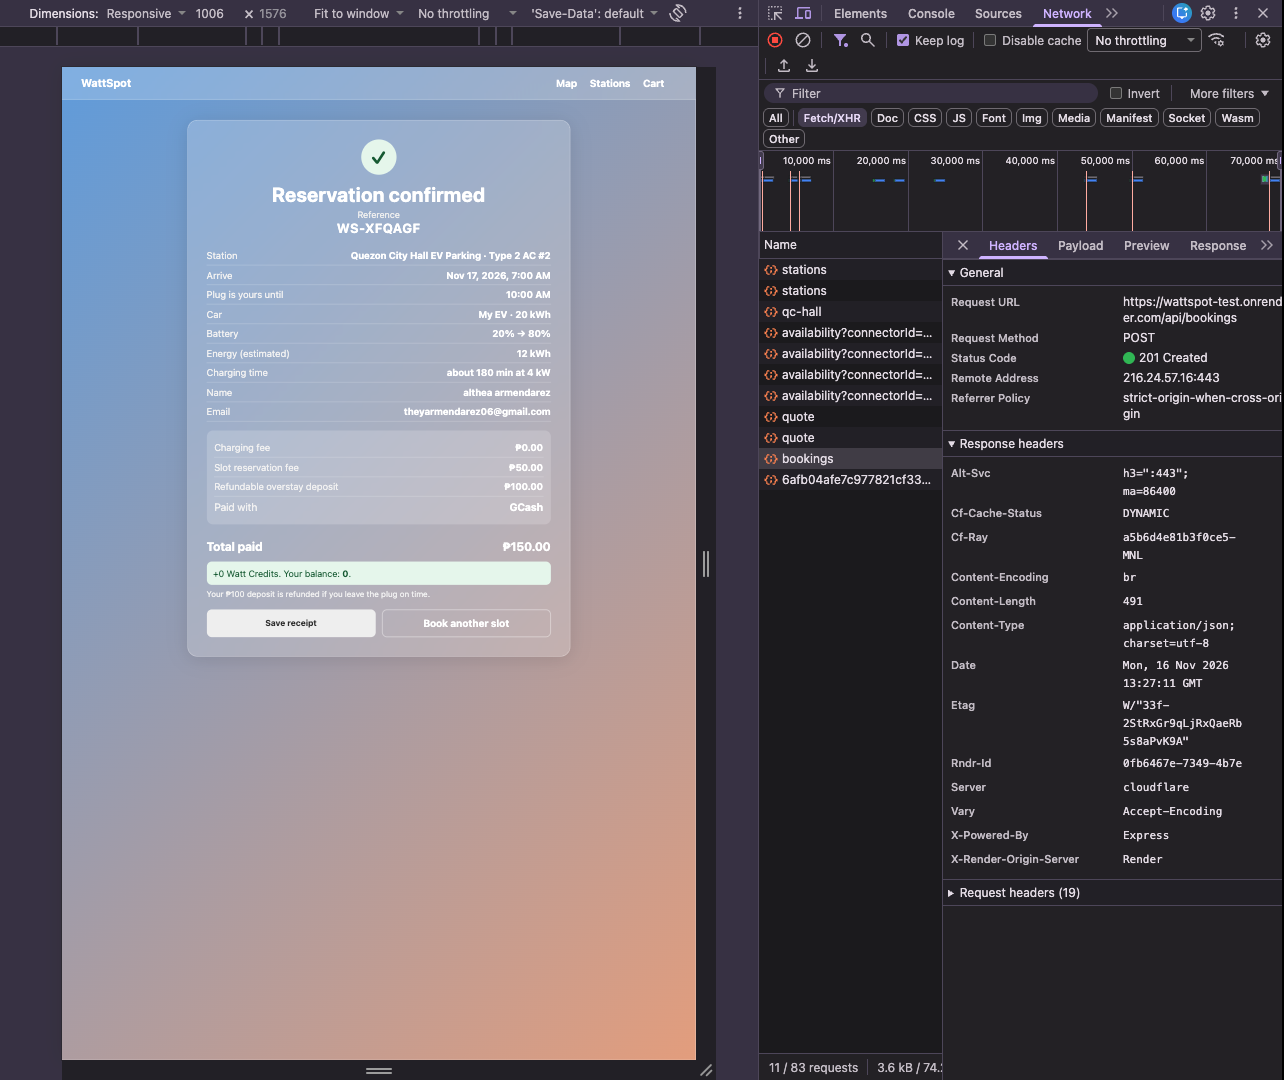 Dimensions: Responsive 1006 × 1576 Fit to window No throttling 'Save-Data': default
WattSpot Map Stations Cart
Reservation confirmed
Reference
WS-XFQAGF
Station Quezon City Hall EV Parking · Type 2 AC #2
Arrive Nov 17, 2026, 7:00 AM
Plug is yours until 10:00 AM
Car My EV · 20 kWh
Battery 20% → 80%
Energy (estimated) 12 kWh
Charging time about 180 min at 4 kW
Name althea armendarez
Email theyarmendarez06@gmail.com
Charging fee ₱0.00
Slot reservation fee ₱50.00
Refundable overstay deposit ₱100.00
Paid with GCash
Total paid ₱150.00
+0 Watt Credits. Your balance: 0.
Your ₱100 deposit is refunded if you leave the plug on time.
Save receipt Book another slot
Elements Console Sources Network
Keep log Disable cache No throttling
Filter Invert More filters
All Fetch/XHR Doc CSS JS Font Img Media Manifest Socket Wasm
Other
10,000 ms 20,000 ms 30,000 ms 40,000 ms 50,000 ms 60,000 ms 70,000 ms
Name
stations
stations
qc-hall
availability?connectorId=...
availability?connectorId=...
availability?connectorId=...
availability?connectorId=...
quote
quote
bookings
6afb04afe7c977821cf33...
11 / 83 requests 3.6 kB / 74.
Headers Payload Preview Response
General
Request URL https://wattspot-test.onrend
er.com/api/bookings
Request Method POST
Status Code 201 Created
Remote Address 216.24.57.16:443
Referrer Policy strict-origin-when-cross-ori
gin
Response headers
Alt-Svc h3=":443";
ma=86400
Cf-Cache-Status DYNAMIC
Cf-Ray a5b6d4e81b3f0ce5-
MNL
Content-Encoding br
Content-Length 491
Content-Type application/json;
charset=utf-8
Date Mon, 16 Nov 2026
13:27:11 GMT
Etag W/"33f-
2StRxGr9qLjRxQaeRb
5s8aPvK9A"
Rndr-Id 0fb6467e-7349-4b7e
Server cloudflare
Vary Accept-Encoding
X-Powered-By Express
X-Render-Origin-Server Render
Request headers (19)